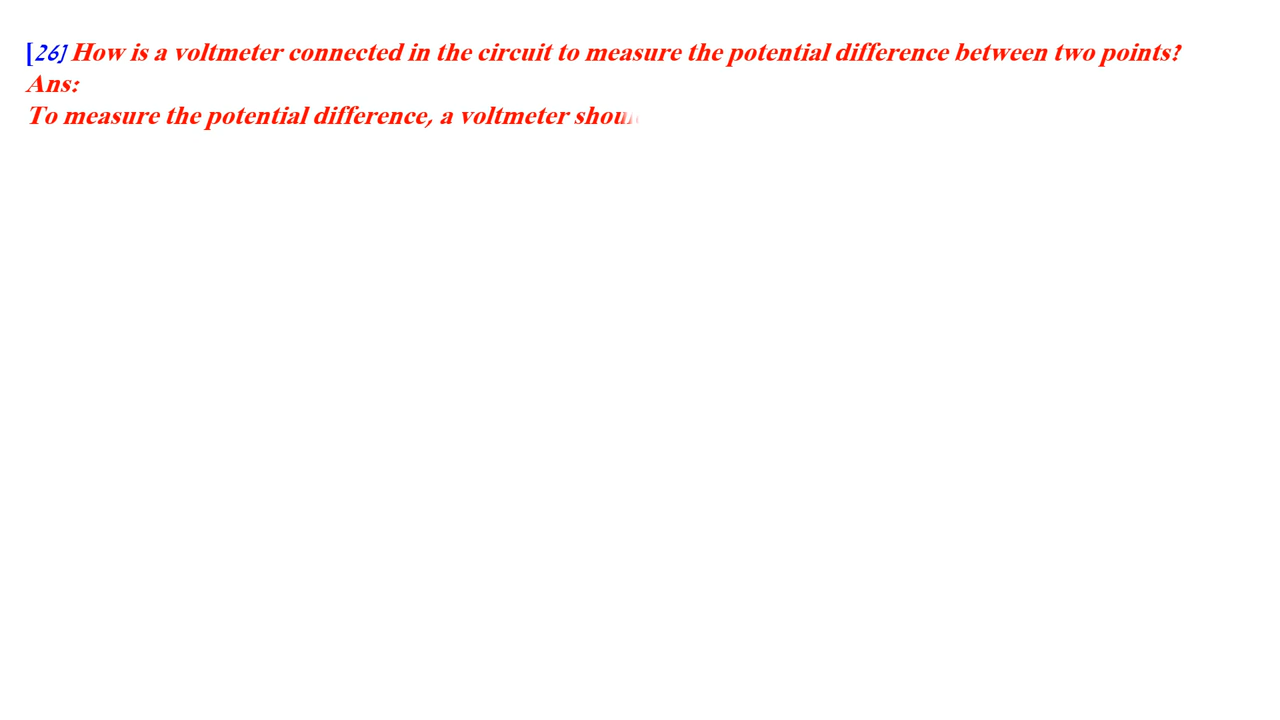 [26] How is a voltmeter connected in the circuit to measure the potential difference between two points?
Ans:
To measure the potential difference, a voltmeter